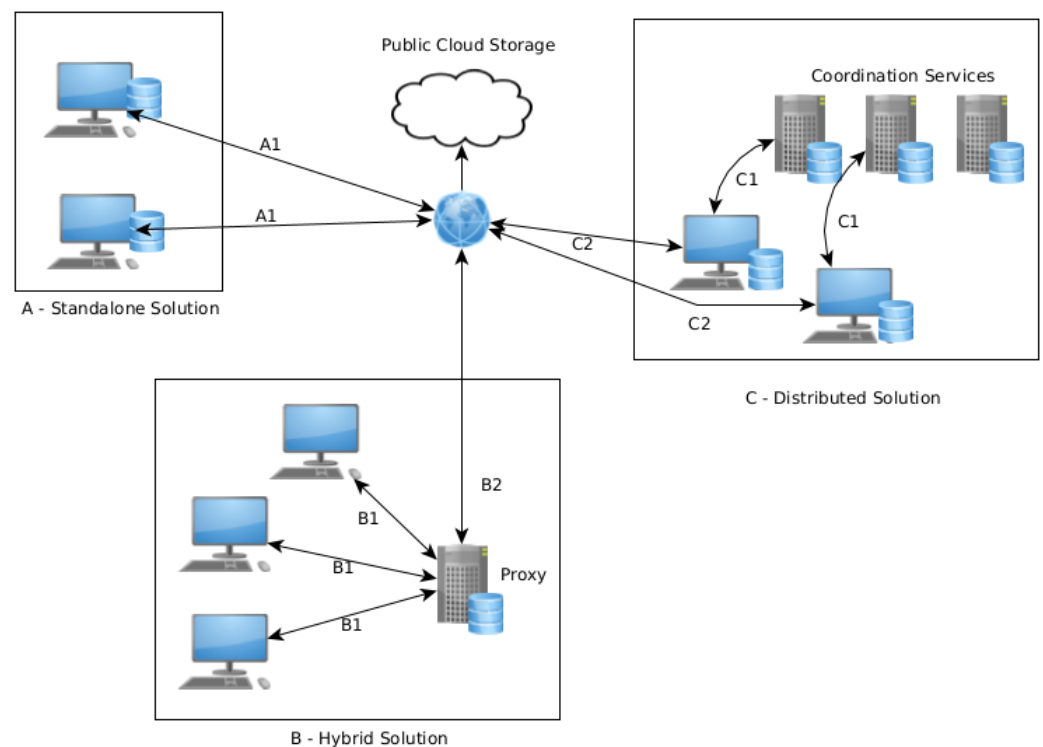 Public Cloud Storage
Coordination Services
A1
A1
C1
C1
C2
C2
A - Standalone Solution
C - Distributed Solution
B2
B1
B1
B1
Proxy
B - Hybrid Solution